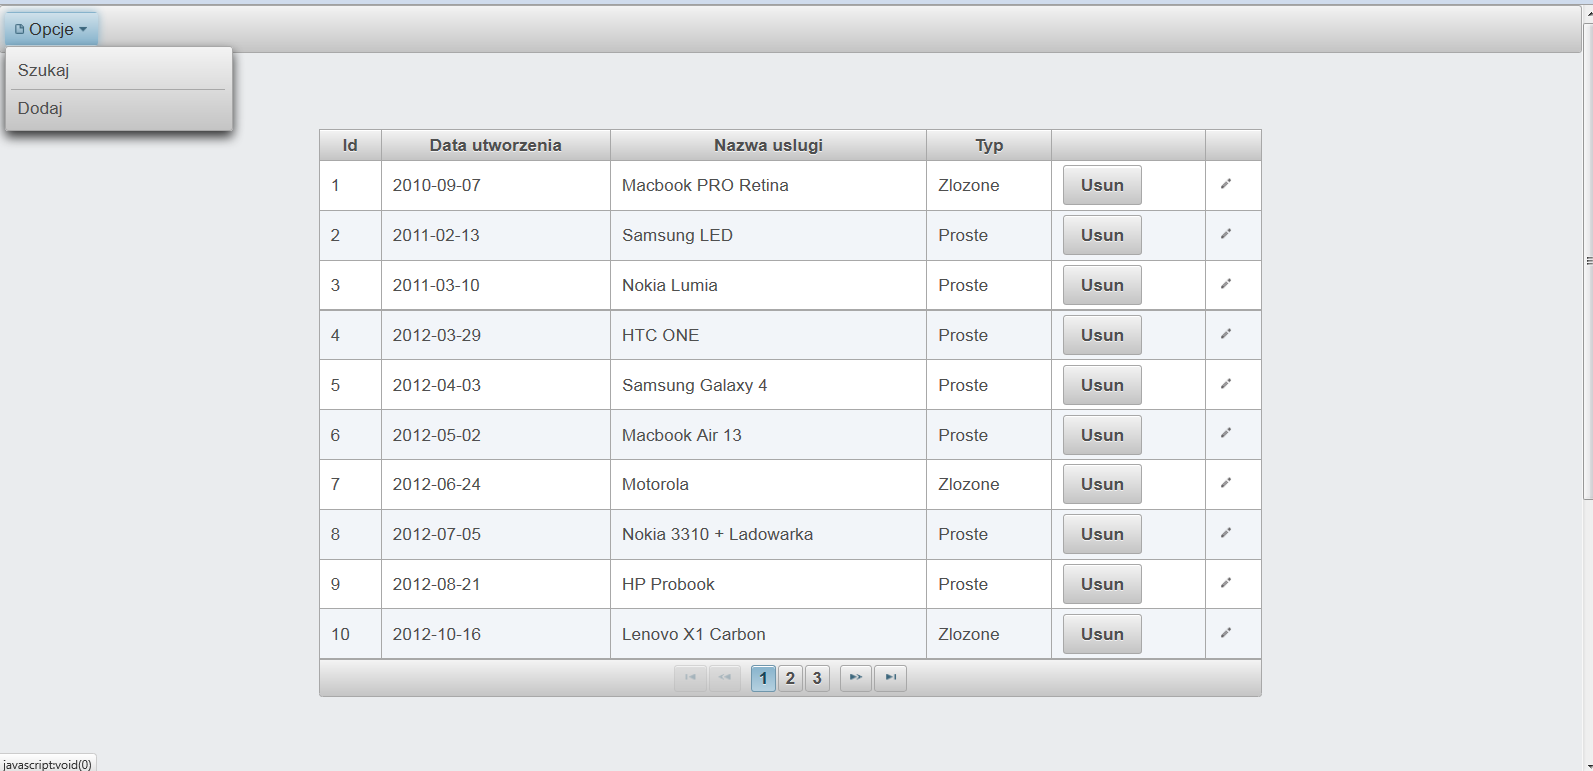 Opcje
Szukaj
Dodaj
Id Data utworzenia Nazwa uslugi Typ
1 2010-09-07 Macbook PRO Retina Zlozone Usun
2 2011-02-13 Samsung LED Proste Usun
3 2011-03-10 Nokia Lumia Proste Usun
4 2012-03-29 HTC ONE Proste Usun
5 2012-04-03 Samsung Galaxy 4 Proste Usun
6 2012-05-02 Macbook Air 13 Proste Usun
7 2012-06-24 Motorola Zlozone Usun
8 2012-07-05 Nokia 3310 + Ladowarka Proste Usun
9 2012-08-21 HP Probook Proste Usun
10 2012-10-16 Lenovo X1 Carbon Zlozone Usun
1 2 3
javascript:void(0)